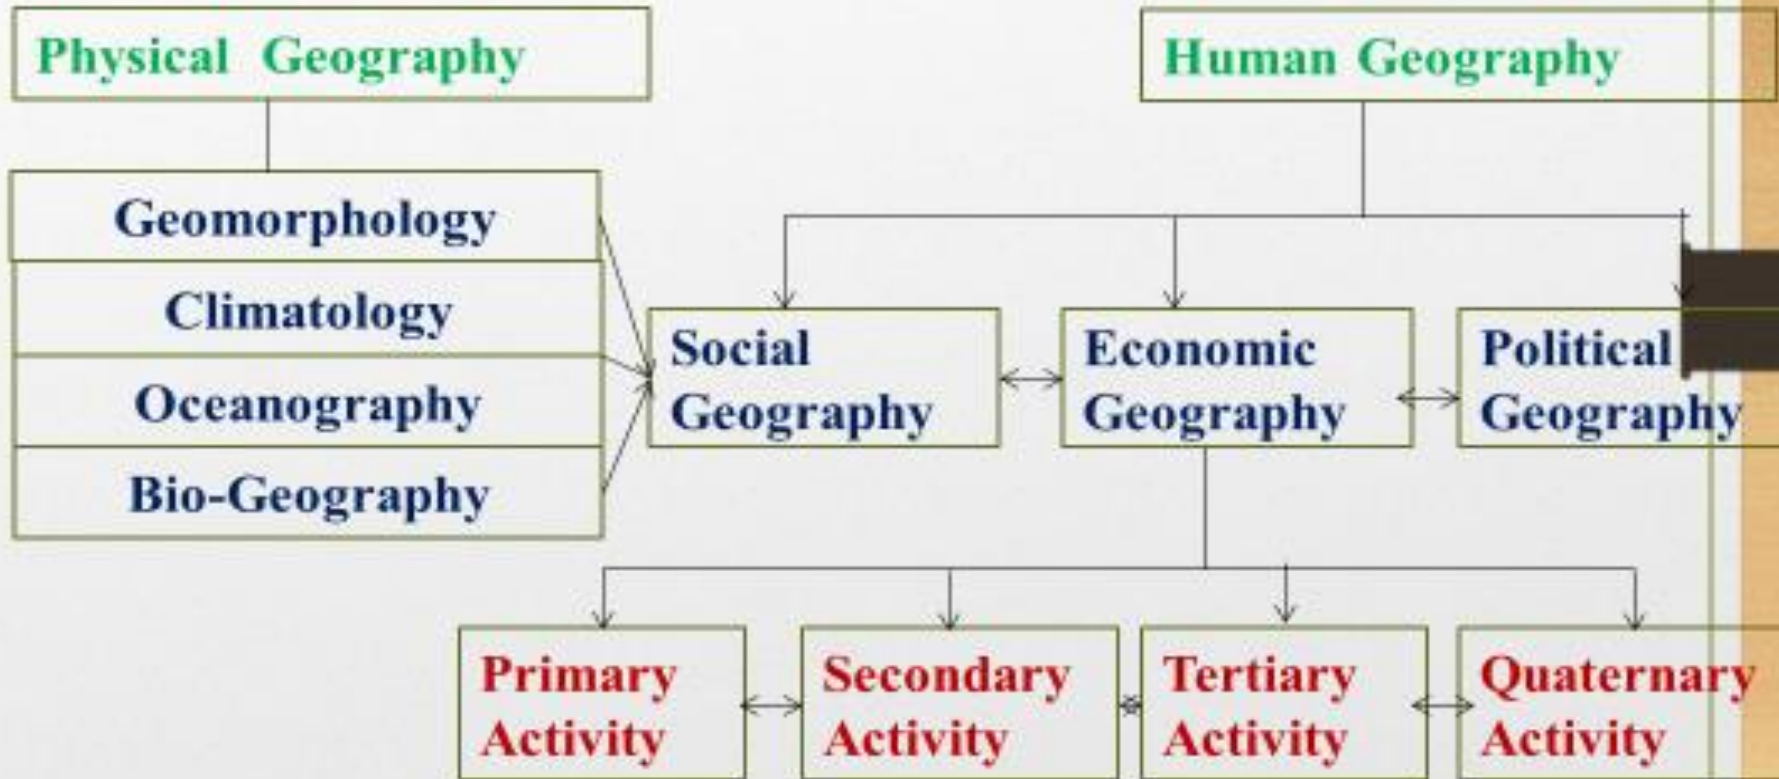 Physical Geography
Human Geography
Geomorphology
Climatology
Oceanography
Bio-Geography
Social
Geography
Economic
Geography
Political
Geography
Primary
Activity
Secondary
Activity
Tertiary
Activity
Quaternary
Activity